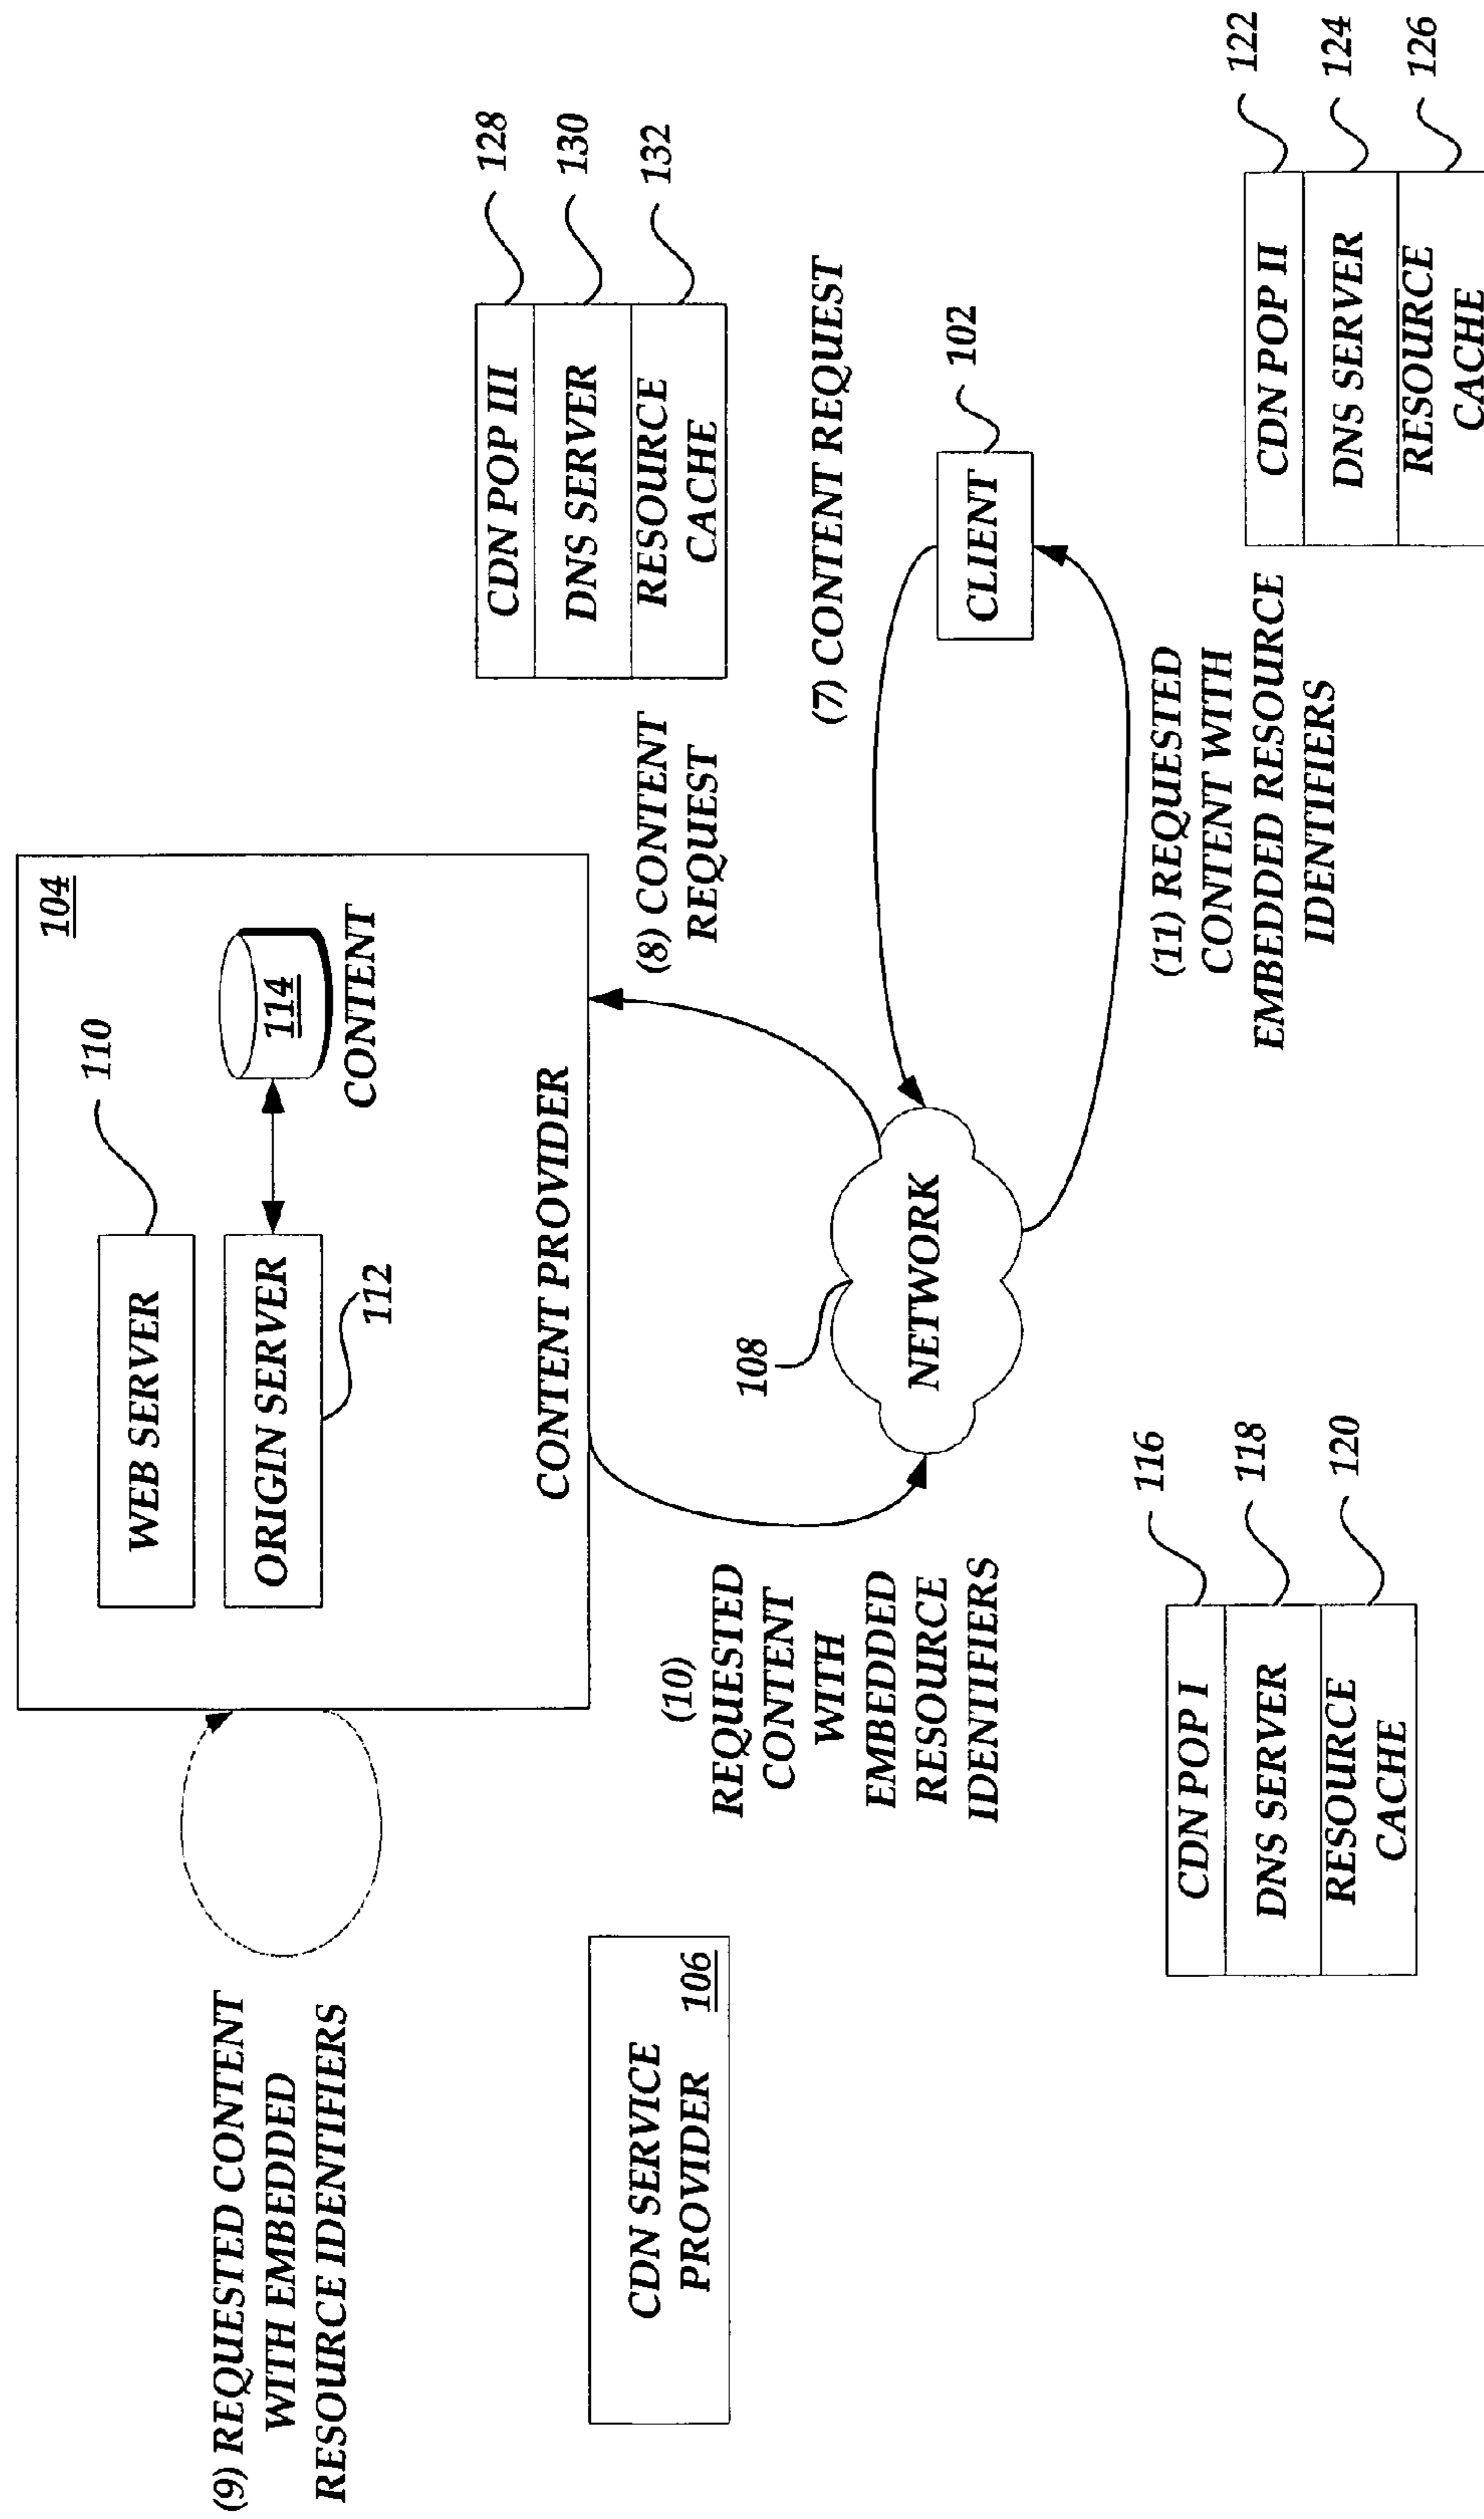 (9) REQUESTED CONTENT
WITH EMBEDDED
RESOURCE IDENTIFIERS
104
WEB SERVER
110
ORIGIN SERVER
112
114
CONTENT
CONTENT PROVIDER
CDN SERVICE
PROVIDER
106
(10)
REQUESTED
CONTENT
WITH
EMBEDDED
RESOURCE
IDENTIFIERS
(8) CONTENT
REQUEST
CDN POP III
128
DNS SERVER
130
RESOURCE
CACHE
132
108
NETWORK
(7) CONTENT REQUEST
CLIENT
102
(11) REQUESTED
CONTENT WITH
EMBEDDED RESOURCE
IDENTIFIERS
CDN POP I
116
DNS SERVER
118
RESOURCE
CACHE
120
CDN POP II
122
DNS SERVER
124
RESOURCE
CACHE
126